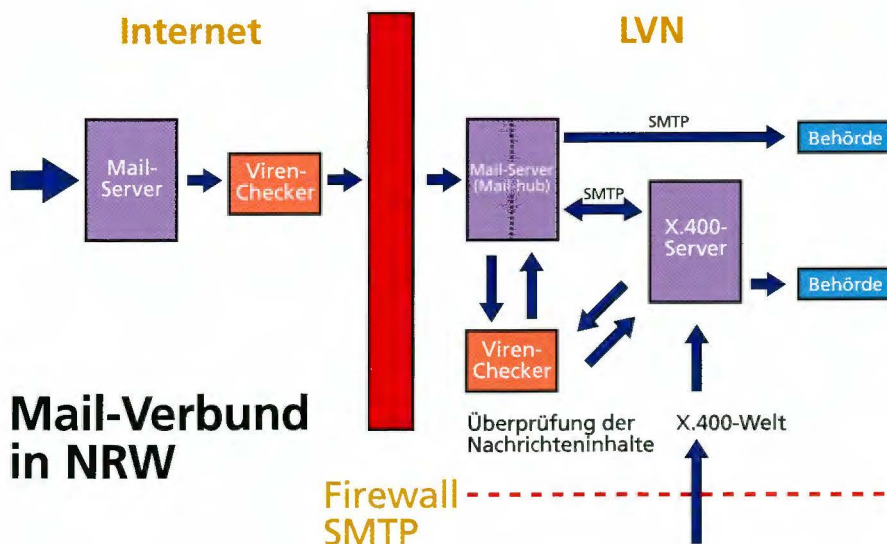 Internet
LVN
Mail-
Server
Viren-
Checker
Mail-Server
(Mail-hub)
SMTP
Behörde
SMTP
X.400-
Server
Behörde
Viren-
Checker
Überprüfung der
Nachrichteninhalte
X.400-Welt
Mail-Verbund
in NRW
Firewall
SMTP